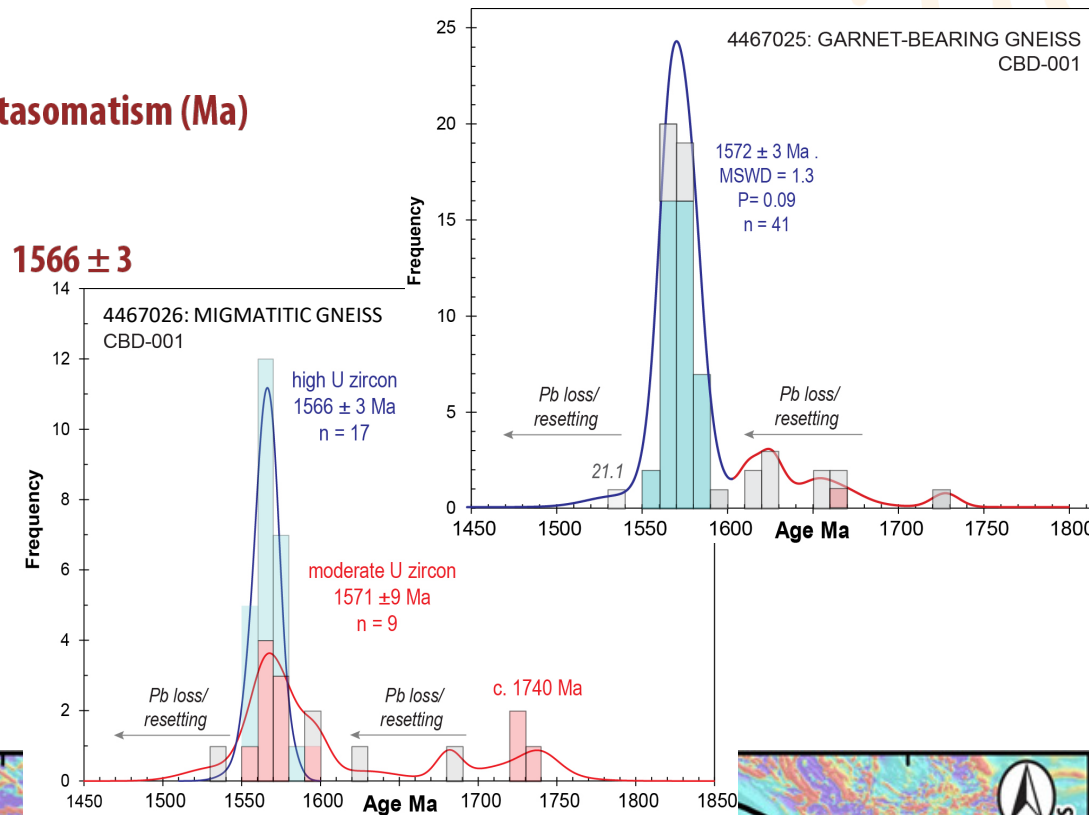 tasomatism (Ma)
1566 ± 3
4467025: GARNET-BEARING GNEISS
CBD-001
25
20
15
10
5
0
Frequency
1572 ± 3 Ma .
MSWD = 1.3
P= 0.09
n = 41
Pb loss/
resetting
Pb loss/
resetting
21.1
1450
1500
1550
1600
Age Ma
1700
1750
1800
14
12
10
8
6
4
2
0
Frequency
4467026: MIGMATITIC GNEISS
CBD-001
high U zircon
1566 ± 3 Ma
n = 17
moderate U zircon
1571 ±9 Ma
n = 9
Pb loss/
resetting
Pb loss/
resetting
c. 1740 Ma
1450
1500
1550
1600
Age Ma
1700
1750
1800
1850